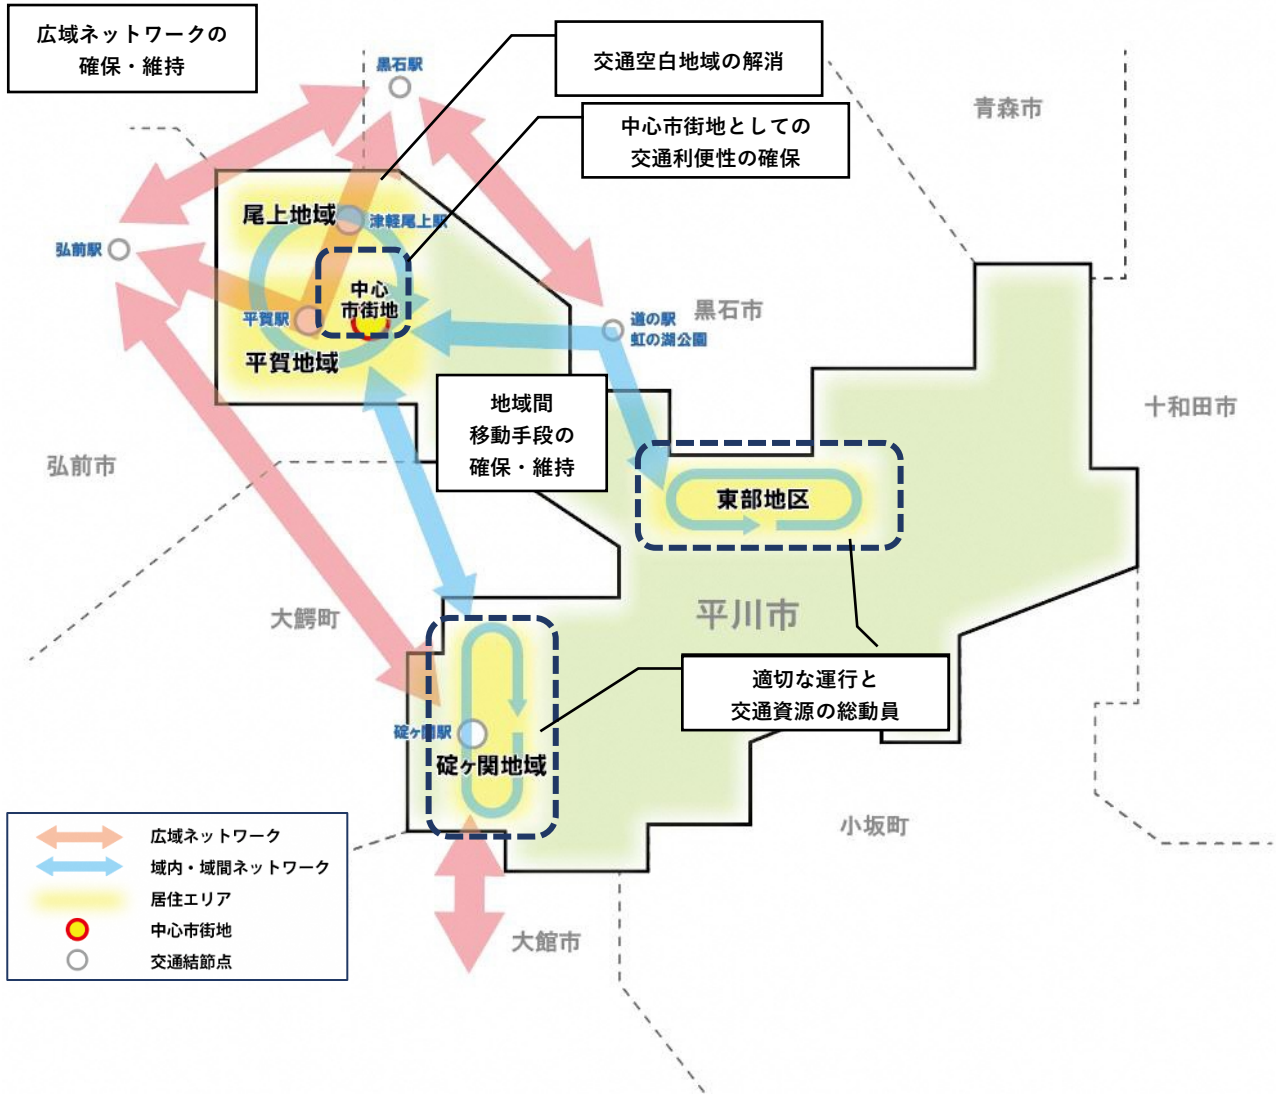 広域ネットワークの
確保・維持
交通空白地域の解消
黒石駅
青森市
中心市街地としての
交通利便性の確保
尾上地域
津軽尾上駅
弘前駅
中心
市街地
平賀駅
黒石市
道の駅
虹の湖公園
平賀地域
地域間
移動手段の
確保・維持
十和田市
弘前市
東部地区
大鰐町
平川市
適切な運行と
交通資源の総動員
碇ヶ関駅
碇ヶ関地域
小坂町
大館市
広域ネットワーク
域内・域間ネットワーク
居住エリア
中心市街地
交通結節点